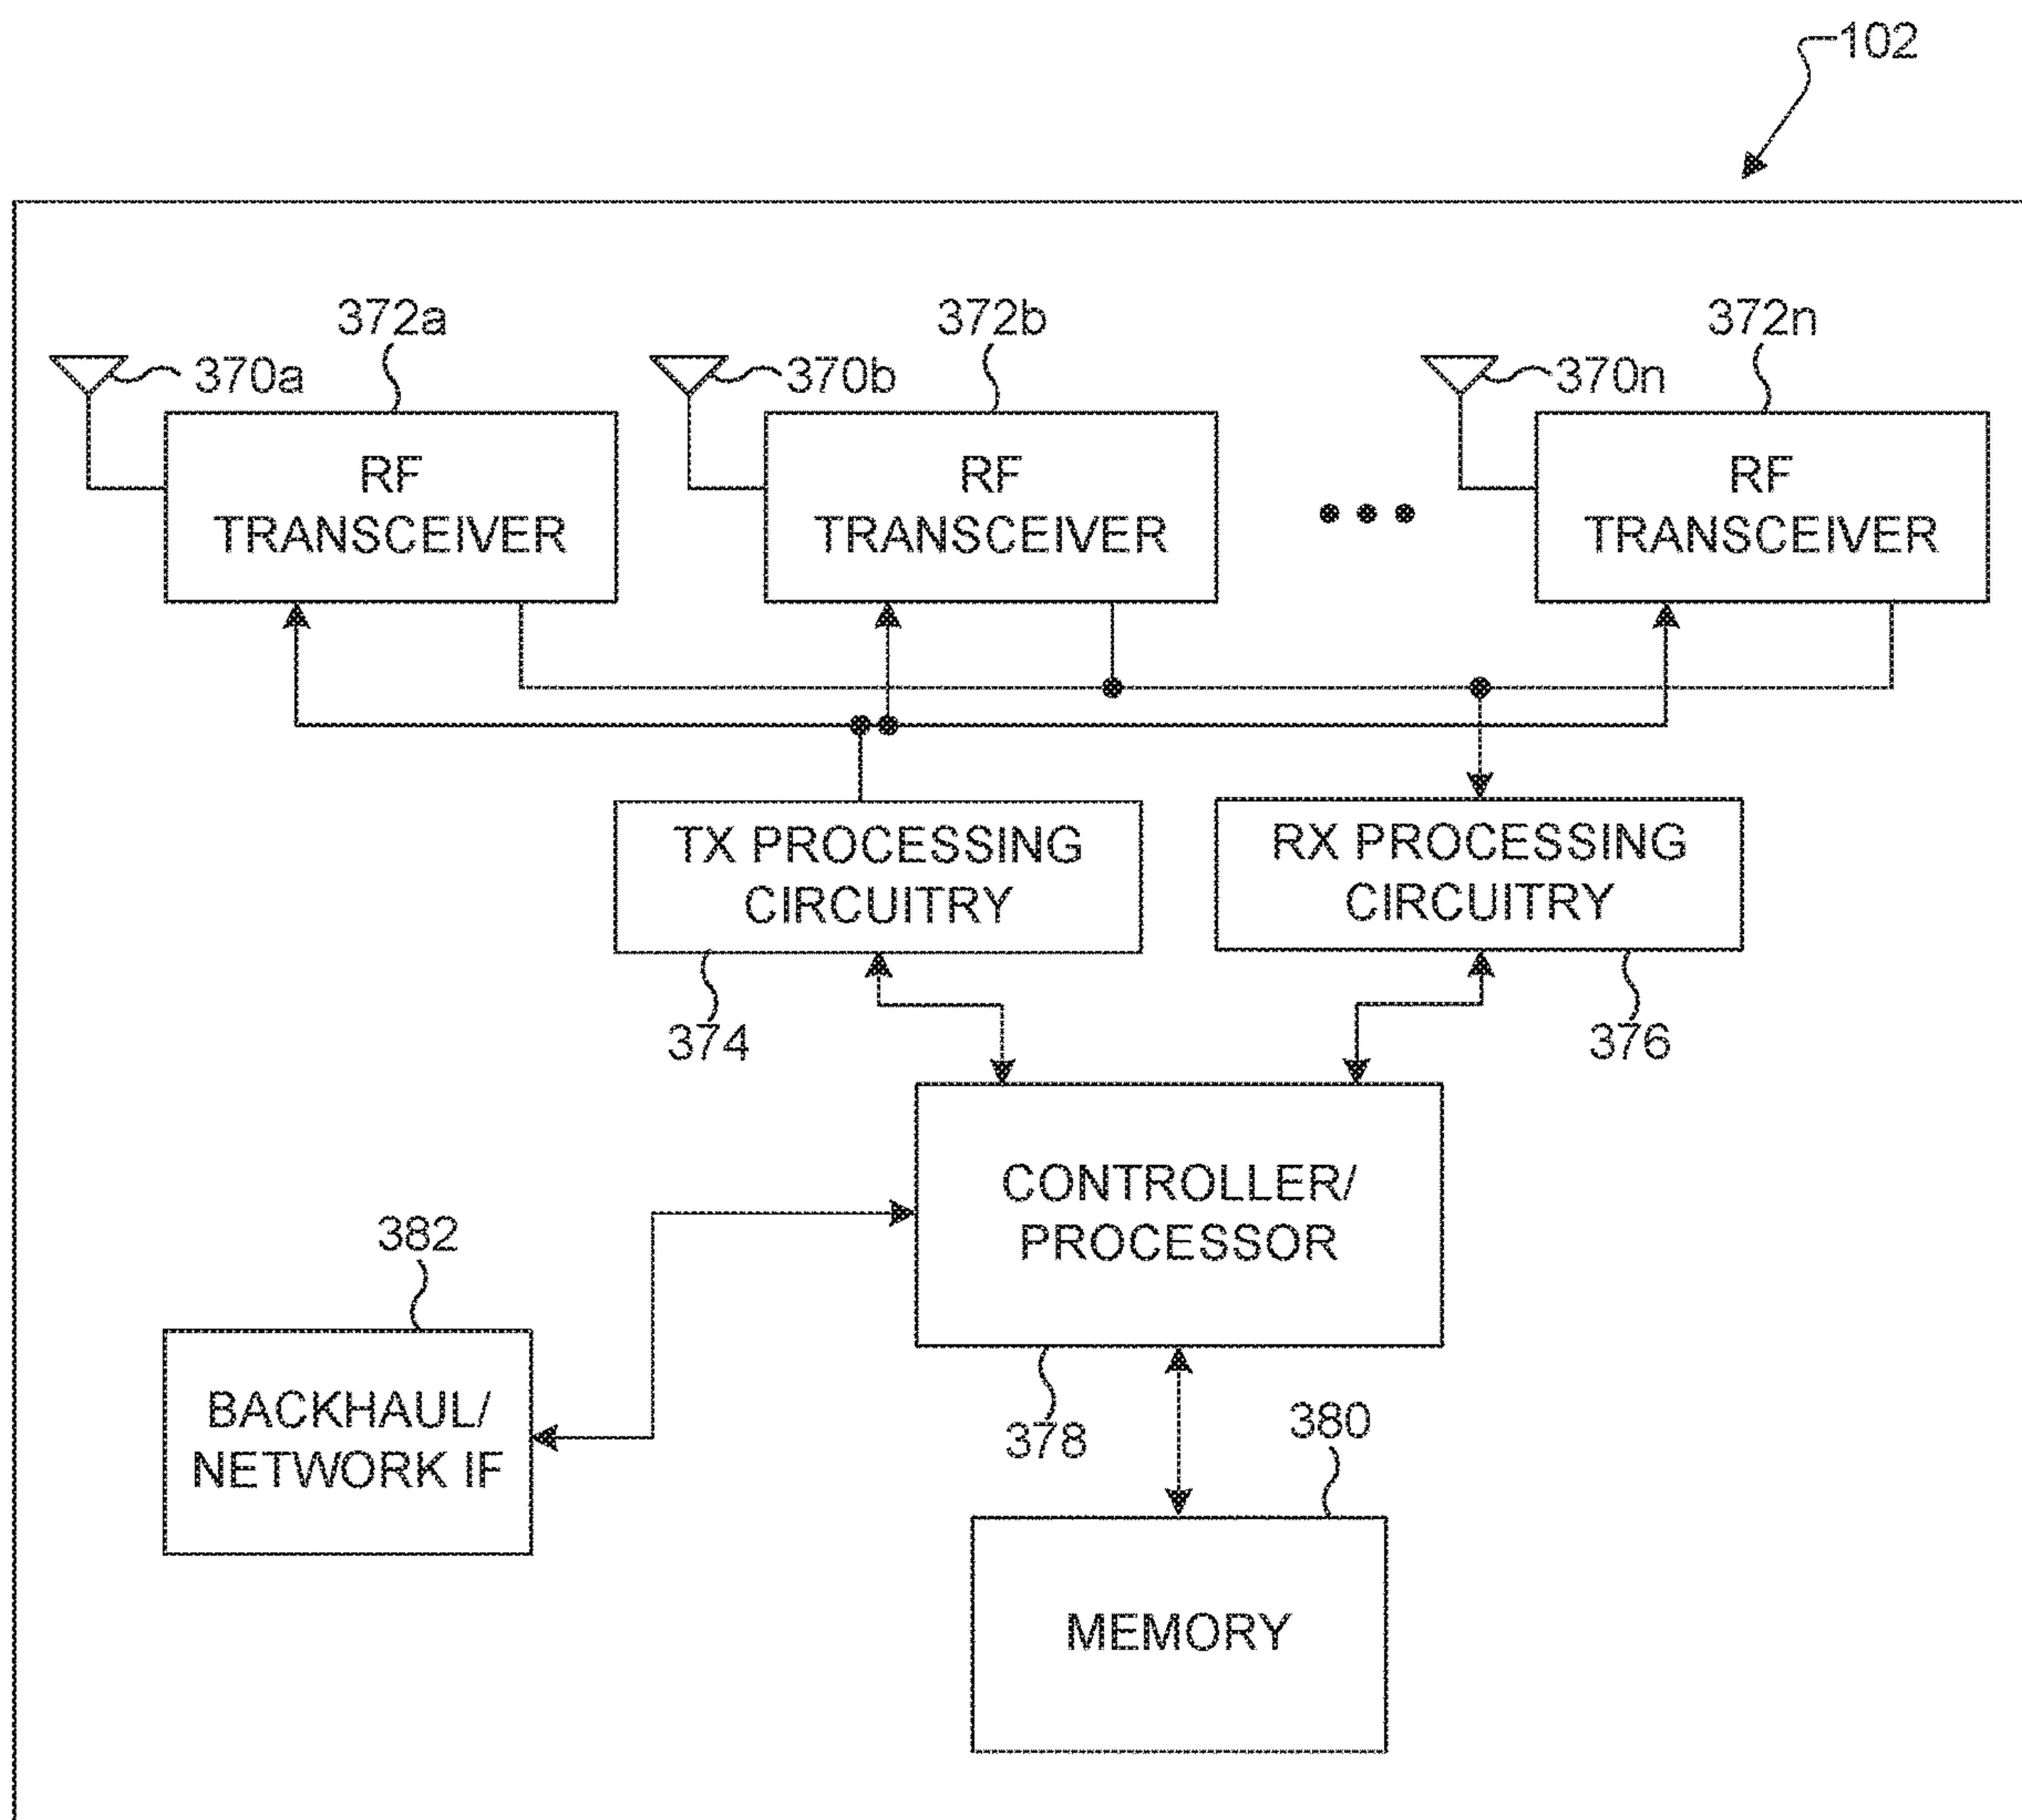 102
372a
372b
372n
370a
370b
370n
RF
TRANSCEIVER
RF
TRANSCEIVER
RF
TRANSCEIVER
TX PROCESSING
CIRCUITRY
RX PROCESSING
CIRCUITRY
374
376
CONTROLLER/
PROCESSOR
382
BACKHAUL/
NETWORK IF
378
380
MEMORY